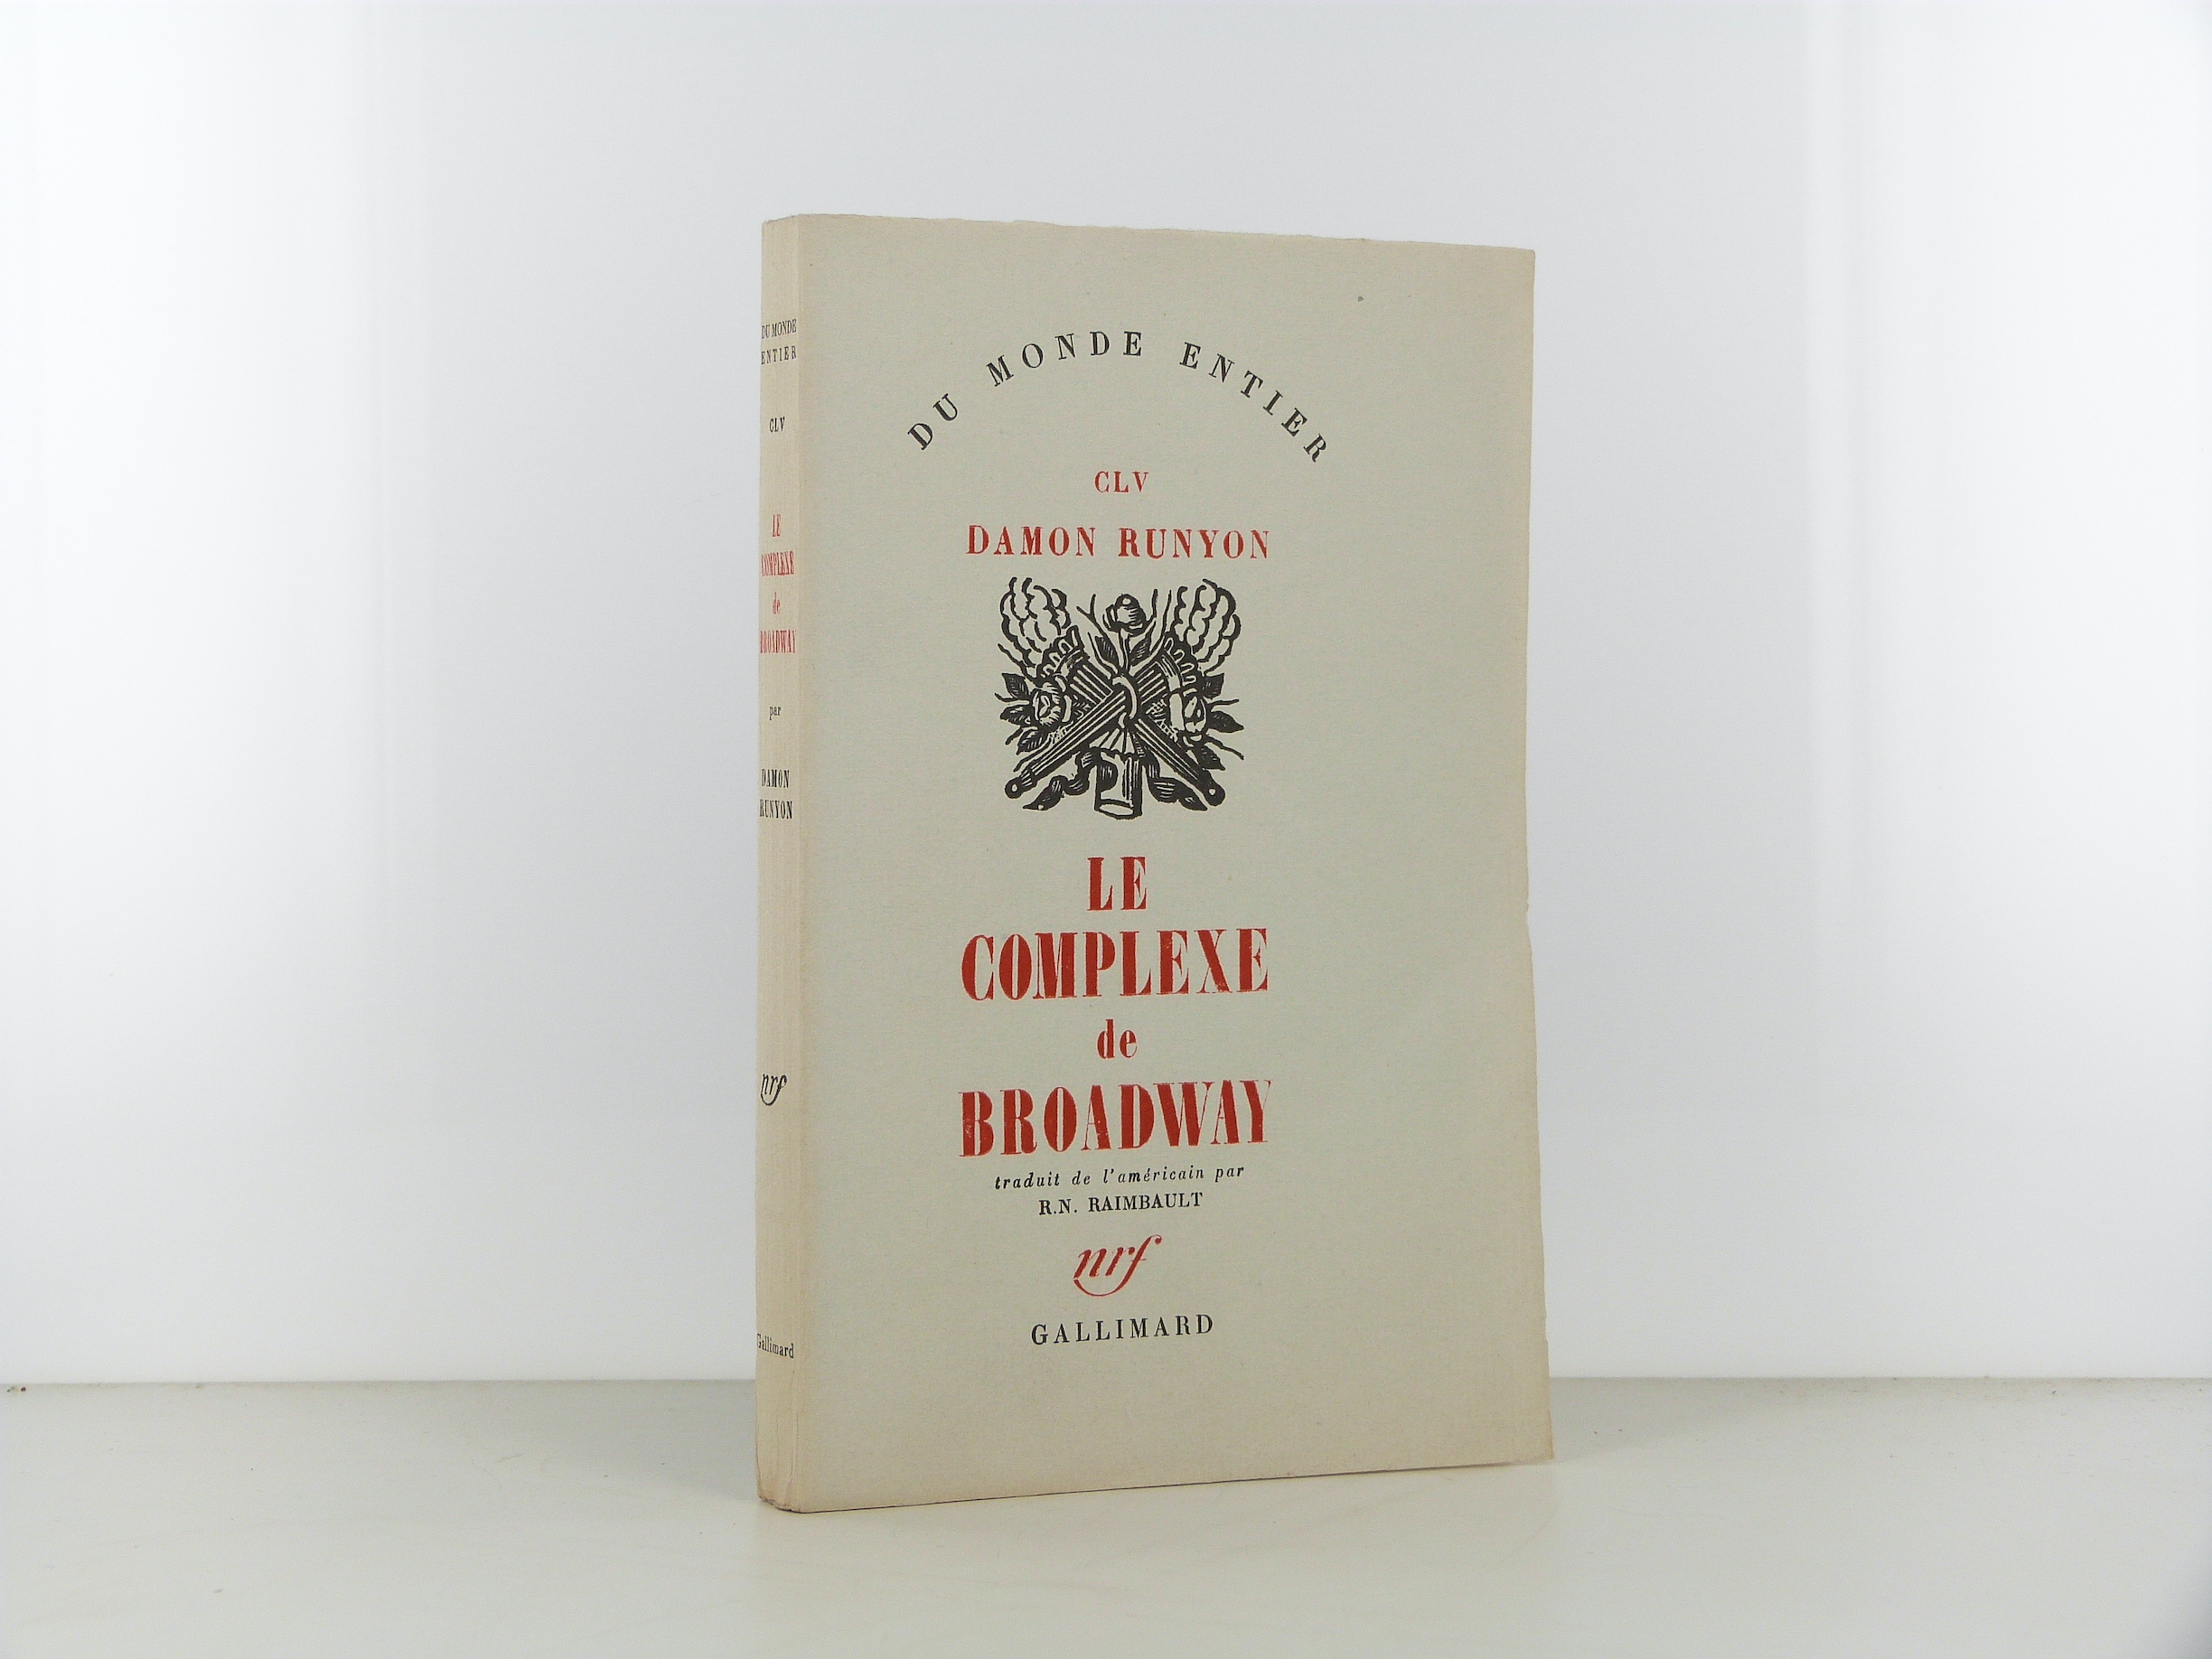 DU MONDE
ENTIER
CLV
LE
COMPLEXE
de
BROADWAY
par
DAMON
RUNYON
nrf
Gallimard
DU MONDE ENTIER
CLV
DAMON RUNYON
LE
COMPLEXE
de
BROADWAY
traduit de l'américain par
R.N. RAIMBAULT
nrf
GALLIMARD